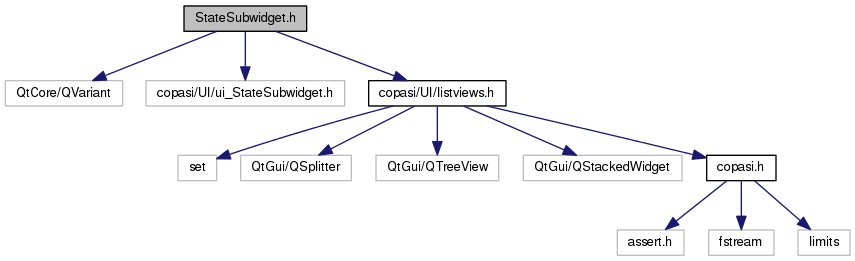 StateSubwidget.h
QtCore/QVariant
copasi/UI/ui_StateSubwidget.h
copasi/UI/listviews.h
set
QtGui/QSplitter
QtGui/QTreeView
QtGui/QStackedWidget
copasi.h
assert.h
fstream
limits